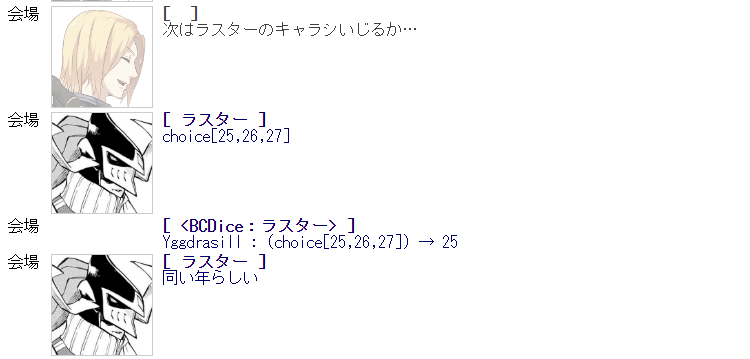 会場
[　]
次はラスターのキャラシいじるか…
会場
[ ラスター ]
choice[25,26,27]
会場
[ <BCDice：ラスター> ]
Yggdrasill : (choice[25,26,27]) → 25
会場
[ ラスター ]
同い年らしい